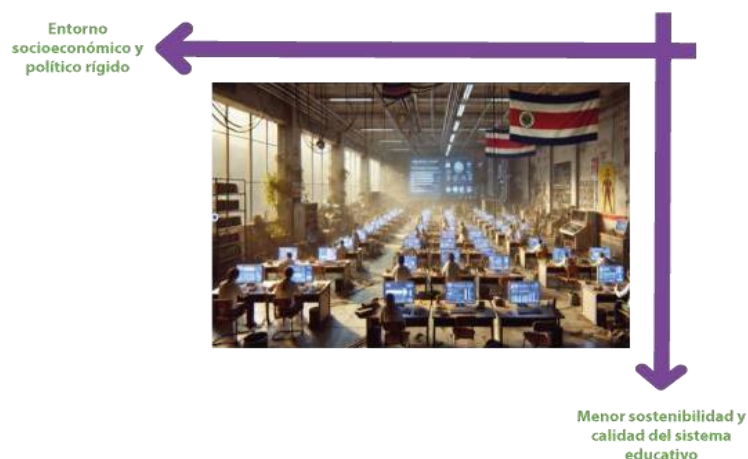 Entorno
socioeconómico y
político rígido
Menor sostenibilidad y
calidad del sistema
educativo